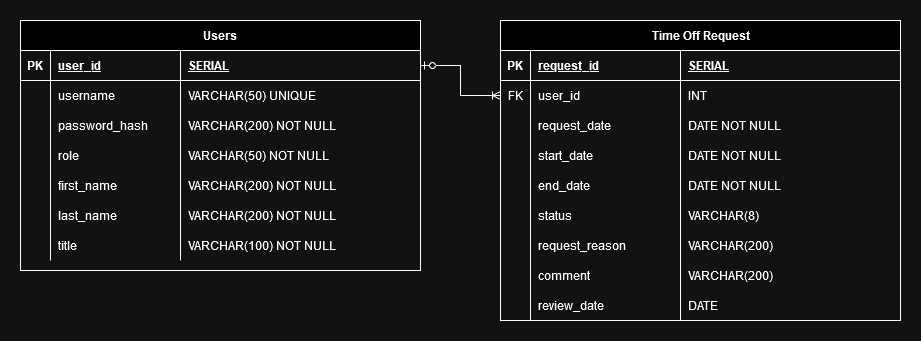 Users
PK user_id SERIAL
username VARCHAR(50) UNIQUE
password_hash VARCHAR(200) NOT NULL
role VARCHAR(50) NOT NULL
first_name VARCHAR(200) NOT NULL
last_name VARCHAR(200) NOT NULL
title VARCHAR(100) NOT NULL
Time Off Request
PK request_id SERIAL
FK user_id INT
request_date DATE NOT NULL
start_date DATE NOT NULL
end_date DATE NOT NULL
status VARCHAR(8)
request_reason VARCHAR(200)
comment VARCHAR(200)
review_date DATE